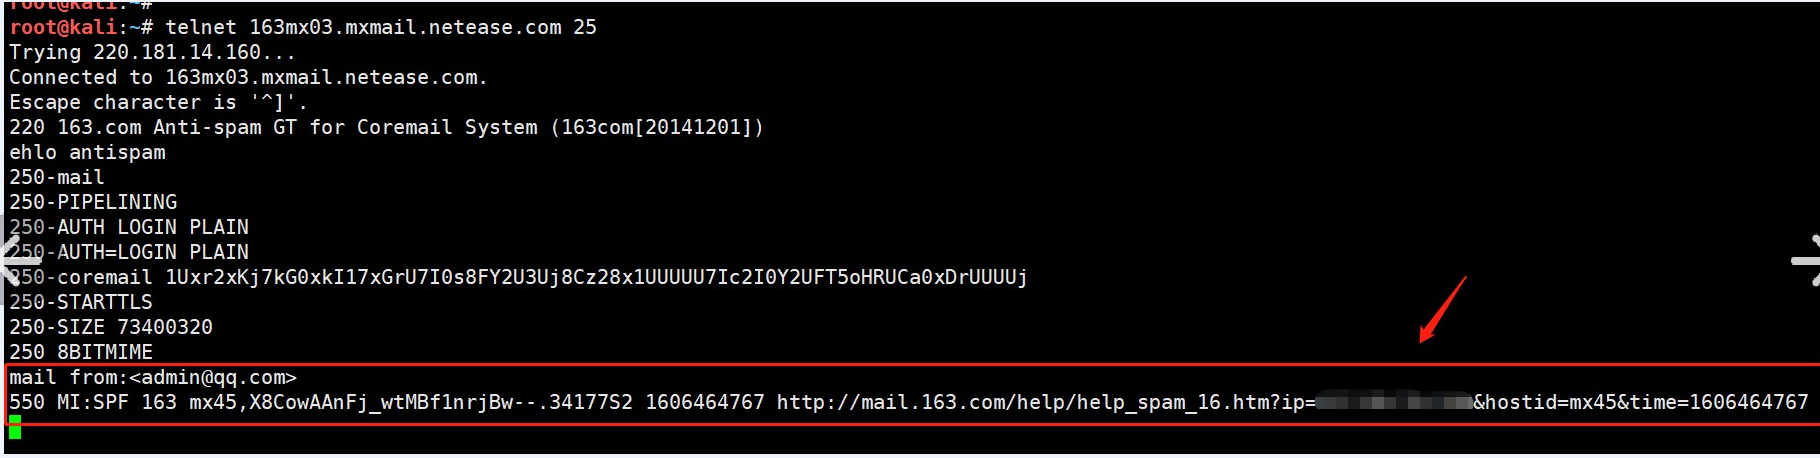 root@kali:~#
root@kali:~# telnet 163mx03.mxmail.netease.com 25
Trying 220.181.14.160...
Connected to 163mx03.mxmail.netease.com.
Escape character is '^]'.
220 163.com Anti-spam GT for Coremail System (163com[20141201])
ehlo antispam
250-mail
250-PIPELINING
250-AUTH LOGIN PLAIN
250-AUTH=LOGIN PLAIN
250-coremail 1Uxr2xKj7kG0xkI17xGrU7I0s8FY2U3Uj8Cz28x1UUUUU7Ic2I0Y2UFT5oHRUCa0xDrUUUUj
250-STARTTLS
250-SIZE 73400320
250 8BITMIME
mail from:<admin@qq.com>
550 MI:SPF 163 mx45,X8CowAAnFj_wtMBf1nrjBw--.34177S2 1606464767 http://mail.163.com/help/help_spam_16.htm?ip= &hostid=mx45&time=1606464767